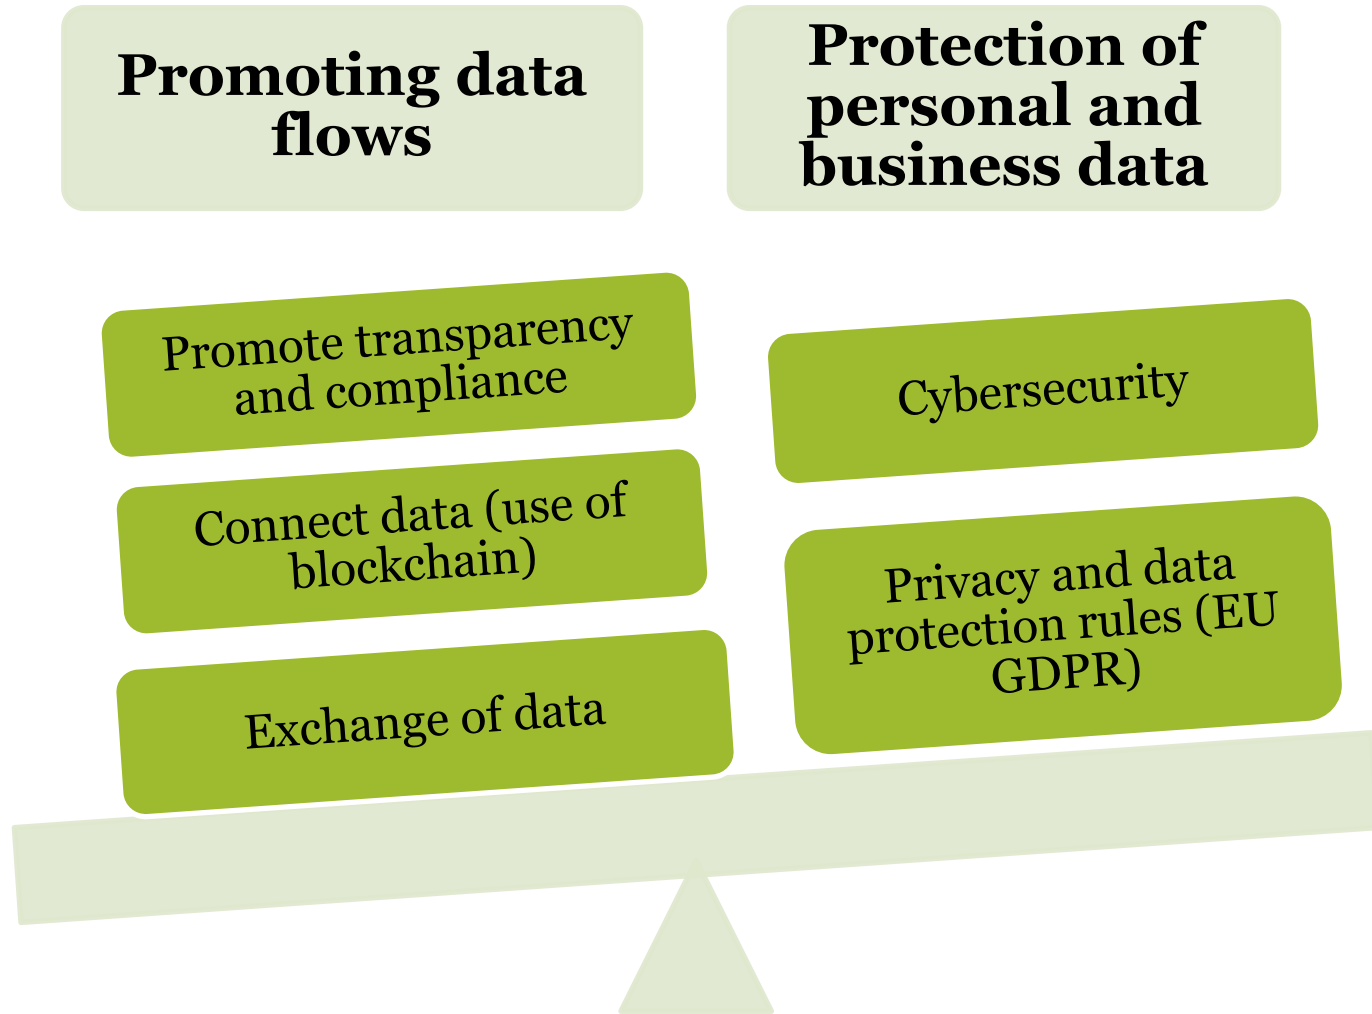 Promoting data
flows
Protection of
personal and
business data
Promote transparency
and compliance
Connect data (use of
blockchain)
Exchange of data
Cybersecurity
Privacy and data
protection rules (EU
GDPR)